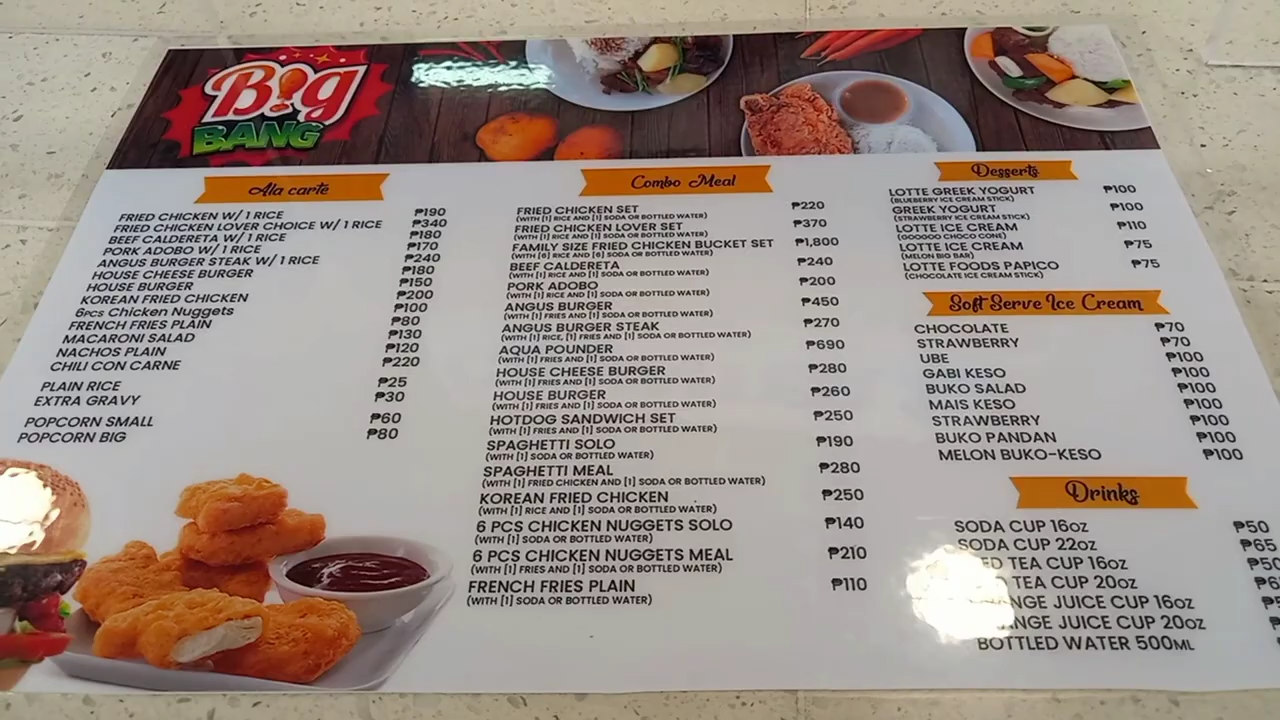 Big
BANG
Ala carte
FRIED CHICKEN W/ 1 RICE ₱190
FRIED CHICKEN LOVER CHOICE W/ 1 RICE ₱340
BEEF CALDERETA W/ 1 RICE ₱180
PORK ADOBO W/ 1 RICE ₱170
ANGUS BURGER STEAK W/ 1 RICE ₱240
HOUSE CHEESE BURGER ₱180
HOUSE BURGER ₱150
KOREAN FRIED CHICKEN ₱200
6pcs Chicken Nuggets ₱100
FRENCH FRIES PLAIN ₱80
MACARONI SALAD ₱130
NACHOS PLAIN ₱120
CHILI CON CARNE ₱220
PLAIN RICE ₱25
EXTRA GRAVY ₱30
POPCORN SMALL ₱60
POPCORN BIG ₱80
Combo Meal
FRIED CHICKEN SET ₱220
(WITH [1] RICE AND [1] SODA OR BOTTLED WATER)
FRIED CHICKEN LOVER SET ₱370
(WITH [1] RICE AND [1] SODA OR BOTTLED WATER)
FAMILY SIZE FRIED CHICKEN BUCKET SET ₱1,800
(WITH [6] RICE AND [6] SODA OR BOTTLED WATER)
BEEF CALDERETA ₱240
(WITH [1] RICE AND [1] SODA OR BOTTLED WATER)
PORK ADOBO ₱200
(WITH [1] RICE AND [1] SODA OR BOTTLED WATER)
ANGUS BURGER ₱450
(WITH [1] FRIES AND [1] SODA OR BOTTLED WATER)
ANGUS BURGER STEAK ₱270
(WITH [1] RICE, [1] FRIES AND [1] SODA OR BOTTLED WATER)
AQUA POUNDER ₱690
(WITH [1] FRIES AND [1] SODA OR BOTTLED WATER)
HOUSE CHEESE BURGER ₱280
(WITH [1] FRIES AND [1] SODA OR BOTTLED WATER)
HOUSE BURGER ₱260
(WITH [1] FRIES AND [1] SODA OR BOTTLED WATER)
HOTDOG SANDWICH SET ₱250
(WITH [1] FRIES AND [1] SODA OR BOTTLED WATER)
SPAGHETTI SOLO ₱190
(WITH [1] SODA OR BOTTLED WATER)
SPAGHETTI MEAL ₱280
(WITH [1] FRIED CHICKEN AND [1] SODA OR BOTTLED WATER)
KOREAN FRIED CHICKEN ₱250
(WITH [1] RICE AND [1] SODA OR BOTTLED WATER)
6 PCS CHICKEN NUGGETS SOLO ₱140
(WITH [1] SODA OR BOTTLED WATER)
6 PCS CHICKEN NUGGETS MEAL ₱210
(WITH [1] FRIES AND [1] SODA OR BOTTLED WATER)
FRENCH FRIES PLAIN ₱110
(WITH [1] SODA OR BOTTLED WATER)
Desserts
LOTTE GREEK YOGURT ₱100
(BLUEBERRY ICE CREAM STICK)
GREEK YOGURT ₱100
(STRAWBERRY ICE CREAM STICK)
LOTTE ICE CREAM ₱110
(GOOGOO CHOCO CONE)
LOTTE ICE CREAM ₱75
(MELON BIG BAR)
LOTTE FOODS PAPICO ₱75
(CHOCOLATE ICE CREAM STICK)
Soft Serve Ice Cream
CHOCOLATE ₱70
STRAWBERRY ₱70
UBE ₱100
GABI KESO ₱100
BUKO SALAD ₱100
MAIS KESO ₱100
STRAWBERRY ₱100
BUKO PANDAN ₱100
MELON BUKO-KESO ₱100
Drinks
SODA CUP 16oz ₱50
SODA CUP 22oz ₱65
TEA CUP 16oz
TEA CUP 20oz
JUICE CUP 16oz
JUICE CUP 20oz
BOTTLED WATER 500ML